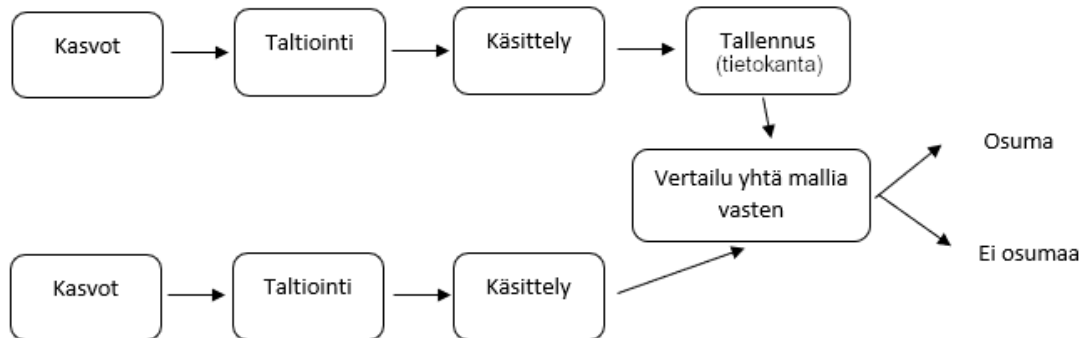 Kasvot
Taltiointi
Käsittely
Tallennus
(tietokanta)
Osuma
Vertailu yhtä mallia
vasten
Ei osumaa
Kasvot
Taltiointi
Käsittely